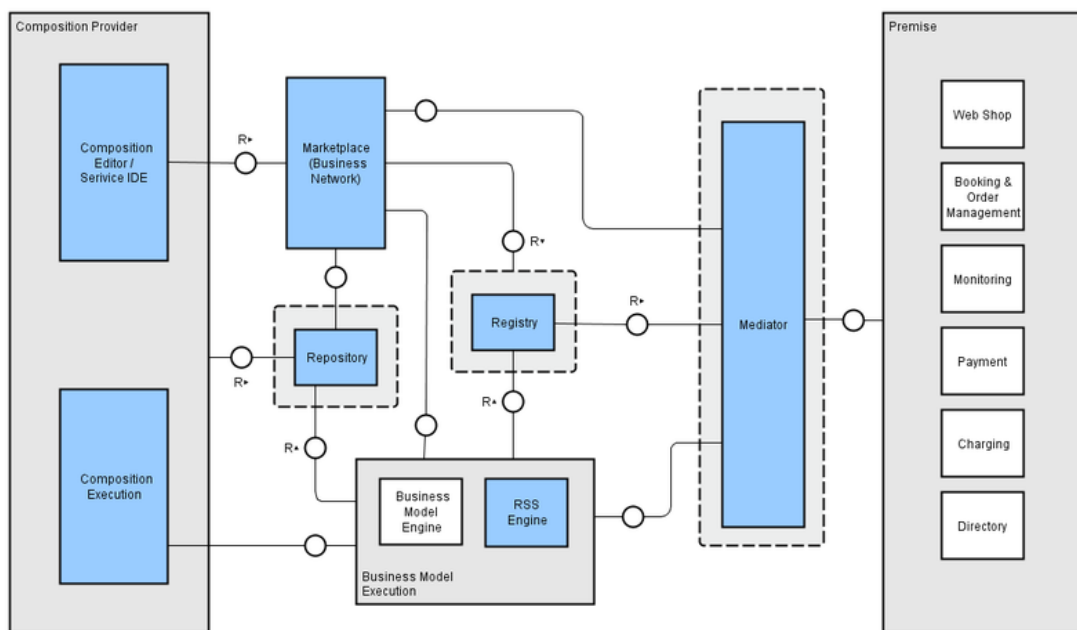 Composition Provider
Composition
Editor /
Serivice IDE
R▸
Marketplace
(Business
Network)
R▾
Repository
R▸
R▴
Registry
R▸
R▴
Composition
Execution
Business
Model
Engine
RSS
Engine
Business Model
Execution
Mediator
Premise
Web Shop
Booking &
Order
Management
Monitoring
Payment
Charging
Directory